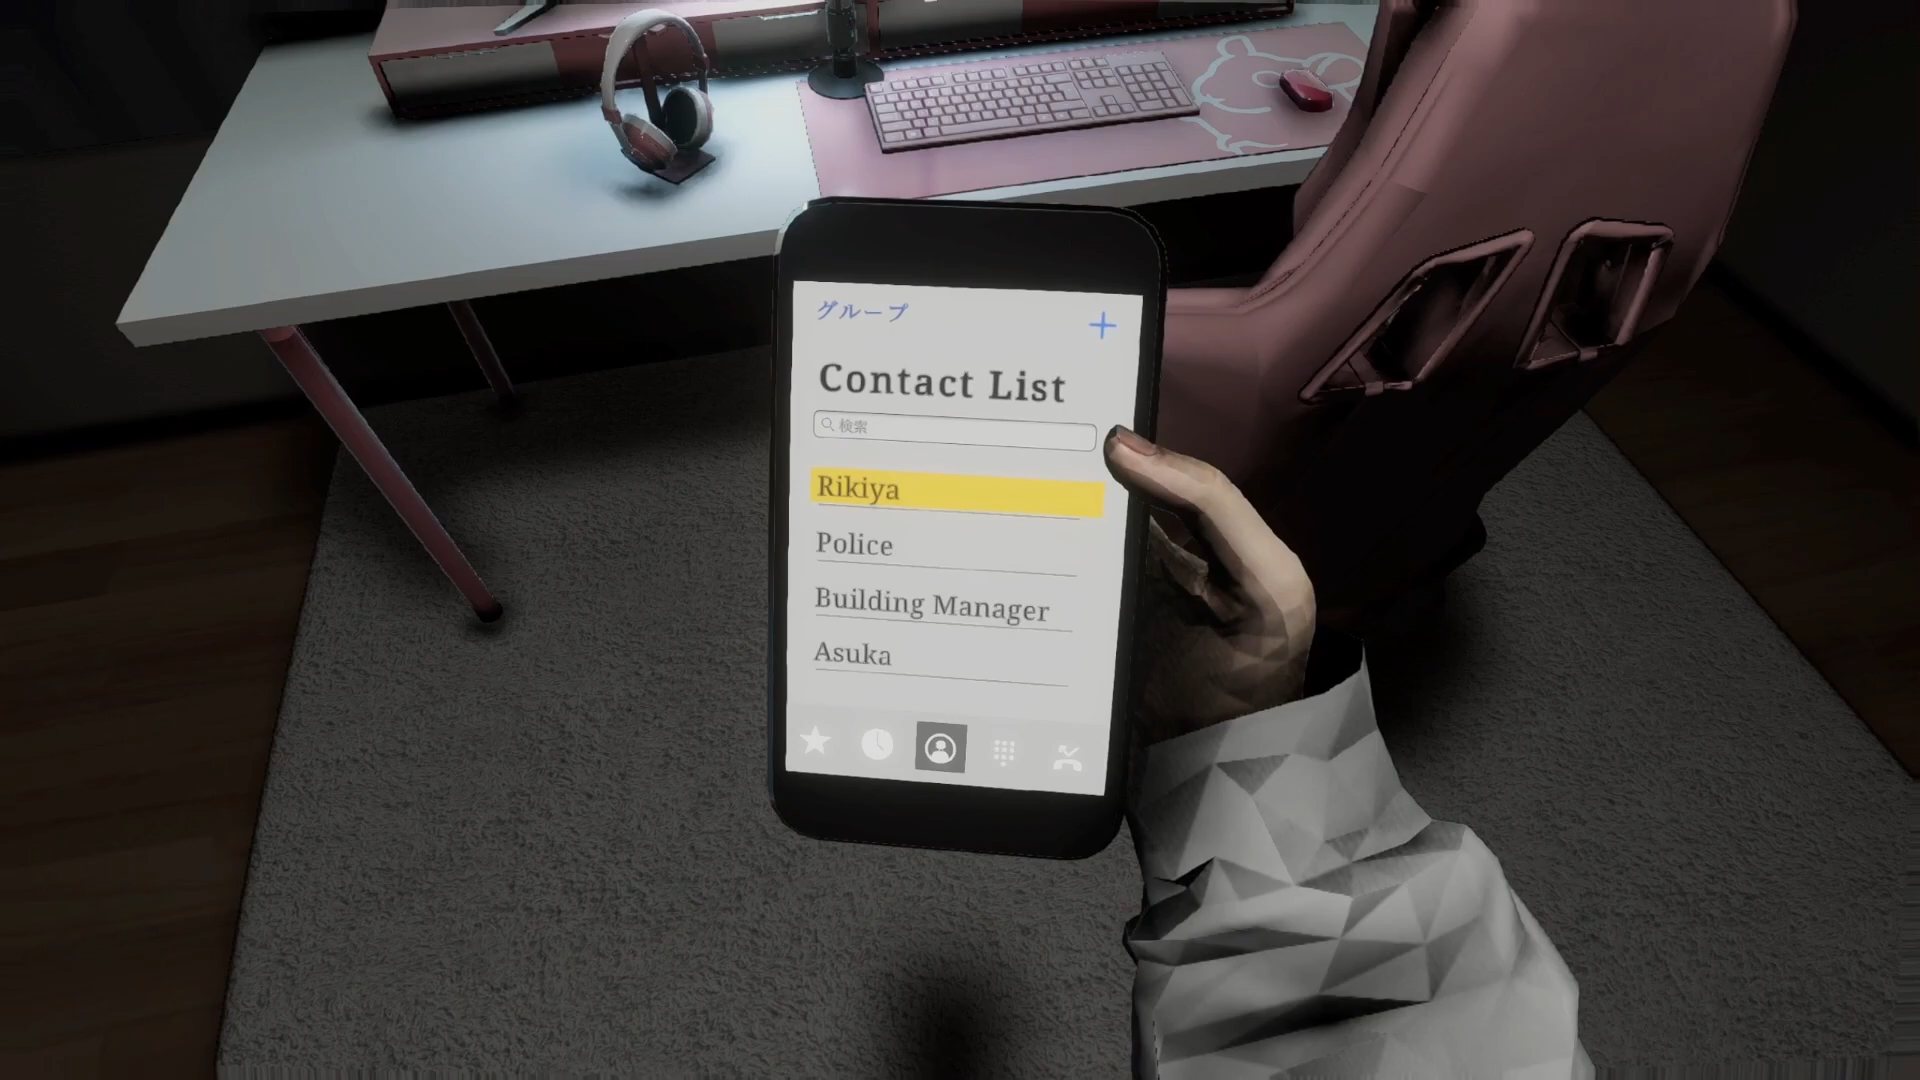 グループ
Contact List
検索
Rikiya
Police
Building Manager
Asuka